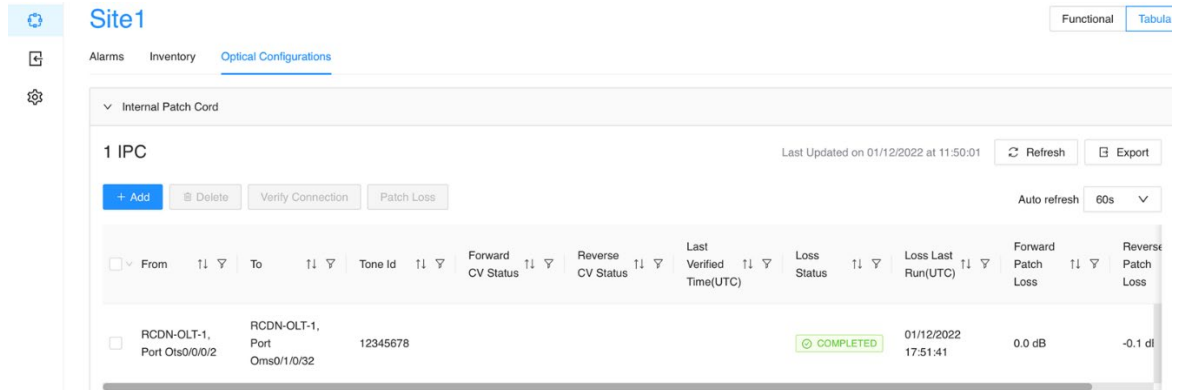 Site1
Functional Tabula
Alarms Inventory Optical Configurations
Internal Patch Cord
1 IPC
Last Updated on 01/12/2022 at 11:50:01 Refresh Export
+ Add Delete Verify Connection Patch Loss
Auto refresh 60s
From To Tone Id Forward CV Status Reverse CV Status Last Verified Time(UTC) Loss Status Loss Last Run(UTC) Forward Patch Loss Reverse Patch Loss
RCDN-OLT-1, Port Ots0/0/0/2 RCDN-OLT-1, Port Oms0/1/0/32 12345678 COMPLETED 01/12/2022 17:51:41 0.0 dB -0.1 dI